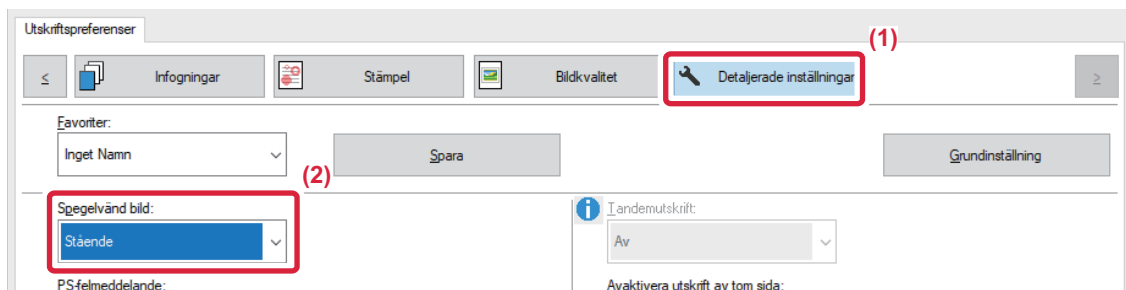 Utskriftspreferenser
(1)
< Infogningar Stämpel Bildkvalitet Detaljerade inställningar >
Favoriter:
Inget Namn Spara Grundinställning
(2)
Spegelvänd bild: Tandemutskrift:
Stående Av
PS-felmeddelande: Avaktivera utskrift av tom sida: